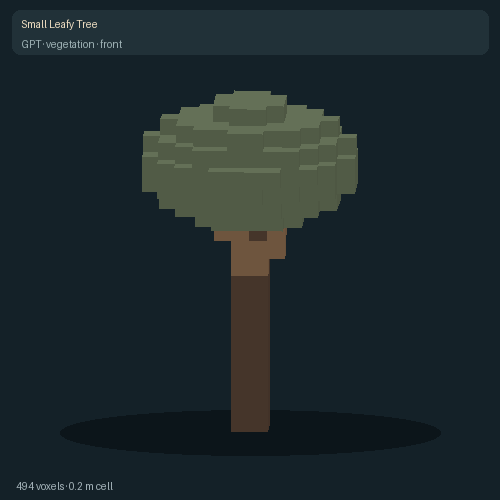 Small Leafy Tree
GPT · vegetation · front
494 voxels · 0.2 m cell